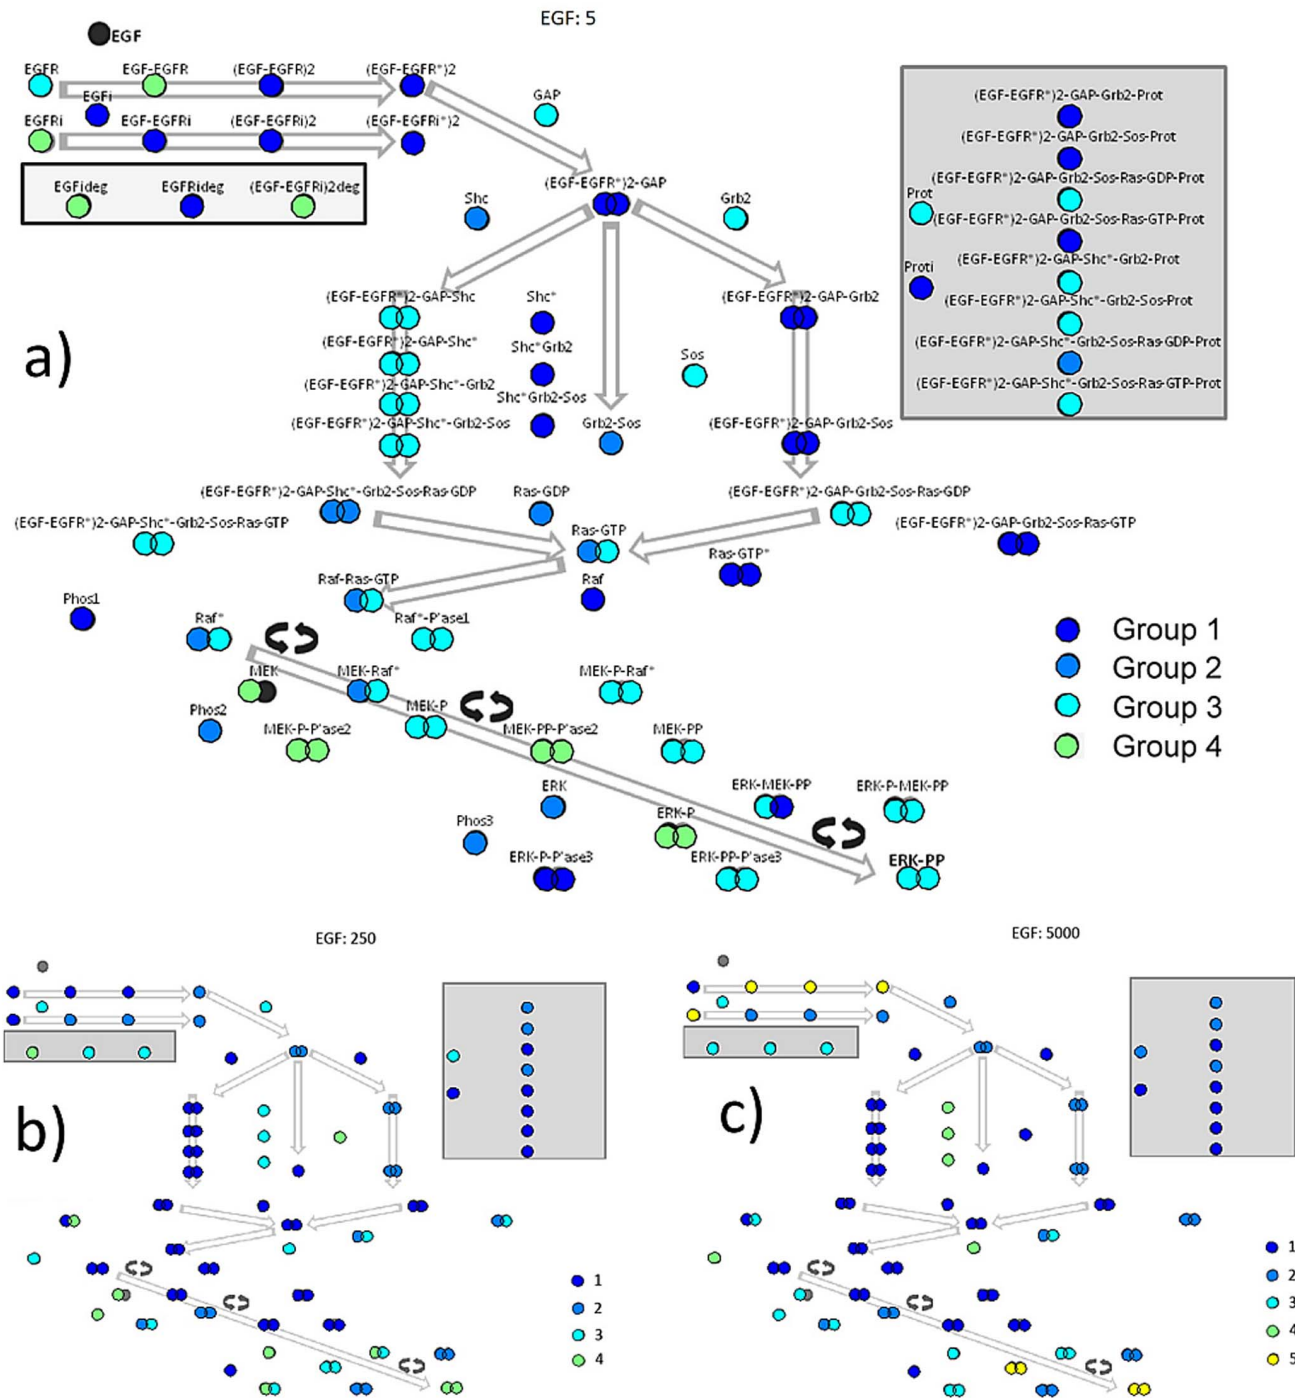 EGF: 5
EGF
EGFR EGF-EGFR (EGF-EGFR)2 (EGF-EGFR*)2
EGFi
GAP
EGFRi EGF-EGFRi (EGF-EGFRi)2 (EGF-EGFRi*)2
EGFideg EGFRideg (EGF-EGFRi)2deg
(EGF-EGFR*)2-GAP
Shc
Grb2
(EGF-EGFR*)2-GAP-Grb2-Prot
(EGF-EGFR*)2-GAP-Grb2-Sos-Prot
(EGF-EGFR*)2-GAP-Grb2-Sos-Ras-GDP-Prot
Prot
(EGF-EGFR*)2-GAP-Grb2-Sos-Ras-GTP-Prot
(EGF-EGFR*)2-GAP-Shc*-Grb2-Prot
Proti
(EGF-EGFR*)2-GAP-Shc*-Grb2-Sos-Prot
(EGF-EGFR*)2-GAP-Shc*-Grb2-Sos-Ras-GDP-Prot
(EGF-EGFR*)2-GAP-Shc*-Grb2-Sos-Ras-GTP-Prot
a)
(EGF-EGFR*)2-GAP-Shc Shc* (EGF-EGFR*)2-GAP-Grb2
(EGF-EGFR*)2-GAP-Shc* Shc*Grb2 Sos
(EGF-EGFR*)2-GAP-Shc*-Grb2
Shc*Grb2-Sos
(EGF-EGFR*)2-GAP-Shc*-Grb2-Sos Grb2-Sos (EGF-EGFR*)2-GAP-Grb2-Sos
(EGF-EGFR*)2-GAP-Shc*-Grb2-Sos-Ras-GDP Ras-GDP (EGF-EGFR*)2-GAP-Grb2-Sos-Ras-GDP
(EGF-EGFR*)2-GAP-Shc*-Grb2-Sos-Ras-GTP Ras-GTP (EGF-EGFR*)2-GAP-Grb2-Sos-Ras-GTP
Ras-GTP*
Raf-Ras-GTP Raf
Phos1
Raf* Raf*-P'ase1
MEK MEK-Raf* MEK-P-Raf*
MEK-P
Phos2
MEK-P-P'ase2 MEK-PP-P'ase2 MEK-PP
ERK ERK-MEK-PP ERK-P-MEK-PP
Phos3 ERK-P
ERK-P-P'ase3 ERK-PP-P'ase3 ERK-PP
Group 1
Group 2
Group 3
Group 4
EGF: 250
b)
1
2
3
4
EGF: 5000
c)
1
2
3
4
5